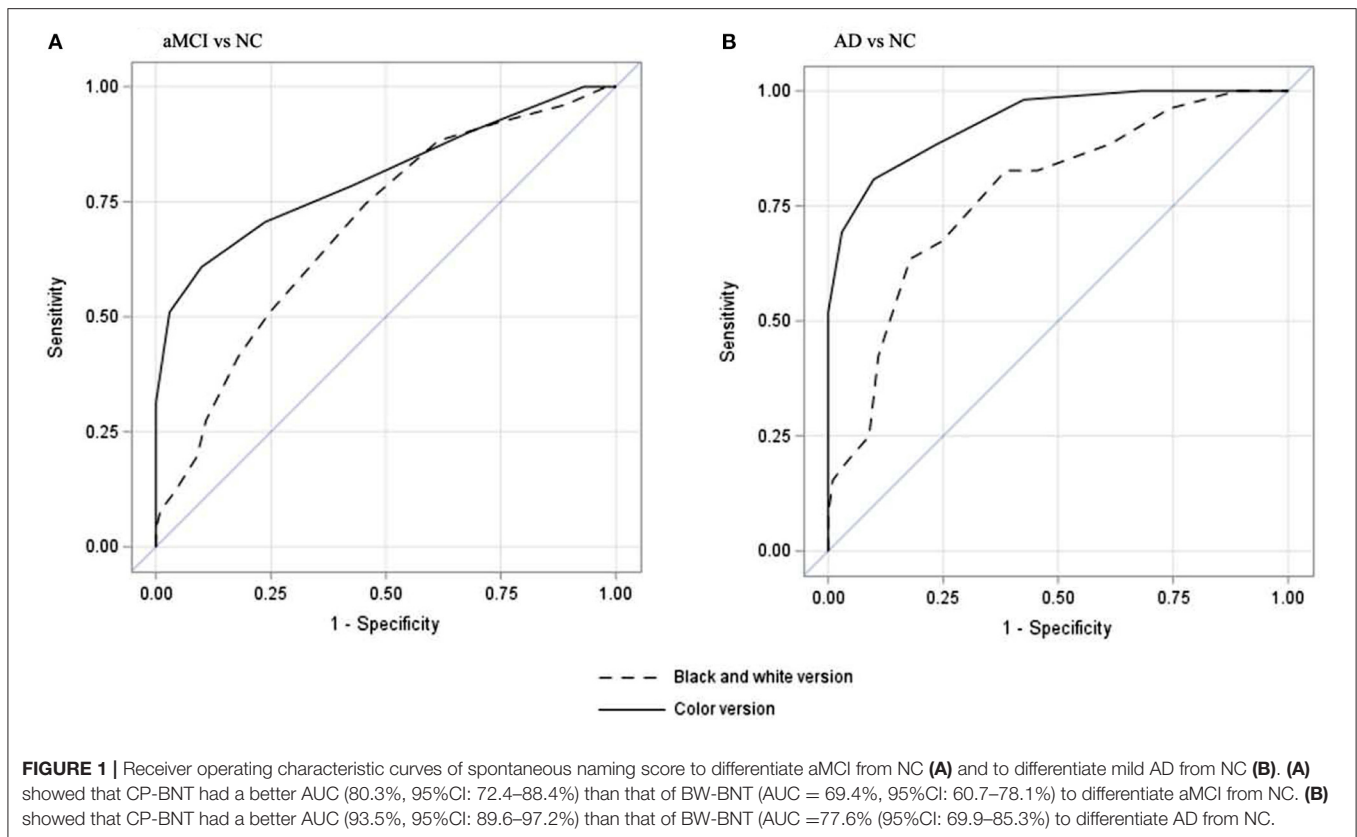 A
aMCI vs NC
1.00
0.75
0.50
0.25
0.00
Sensitivity
0.00 0.25 0.50 0.75 1.00
1 - Specificity
B
AD vs NC
1.00
0.75
0.50
0.25
0.00
Sensitivity
0.00 0.25 0.50 0.75 1.00
1 - Specificity
Black and white version
Color version
FIGURE 1 | Receiver operating characteristic curves of spontaneous naming score to differentiate aMCI from NC (A) and to differentiate mild AD from NC (B). (A)
showed that CP-BNT had a better AUC (80.3%, 95%CI: 72.4–88.4%) than that of BW-BNT (AUC = 69.4%, 95%CI: 60.7–78.1%) to differentiate aMCI from NC. (B)
showed that CP-BNT had a better AUC (93.5%, 95%CI: 89.6–97.2%) than that of BW-BNT (AUC =77.6% (95%CI: 69.9–85.3%) to differentiate AD from NC.